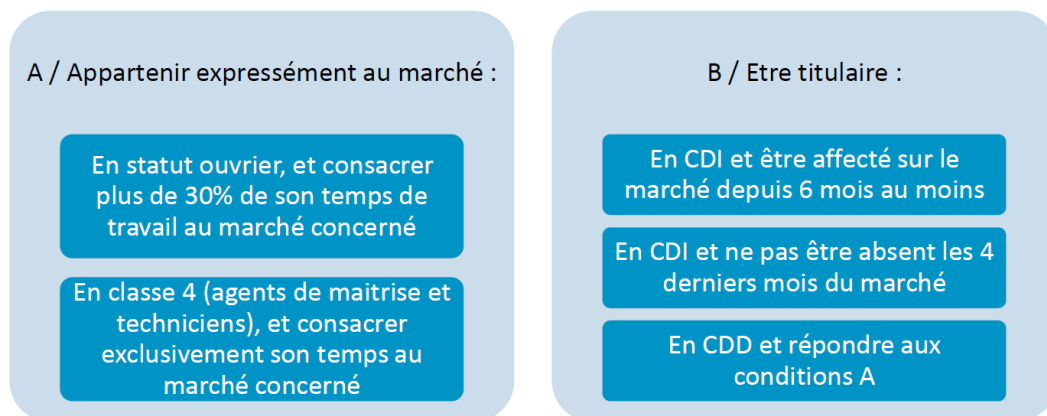 A / Appartenir expressément au marché :
En statut ouvrier, et consacrer
plus de 30% de son temps de
travail au marché concerné
En classe 4 (agents de maitrise et
techniciens), et consacrer
exclusivement son temps au
marché concerné
B / Etre titulaire :
En CDI et être affecté sur le
marché depuis 6 mois au moins
En CDI et ne pas être absent les 4
derniers mois du marché
En CDD et répondre aux
conditions A